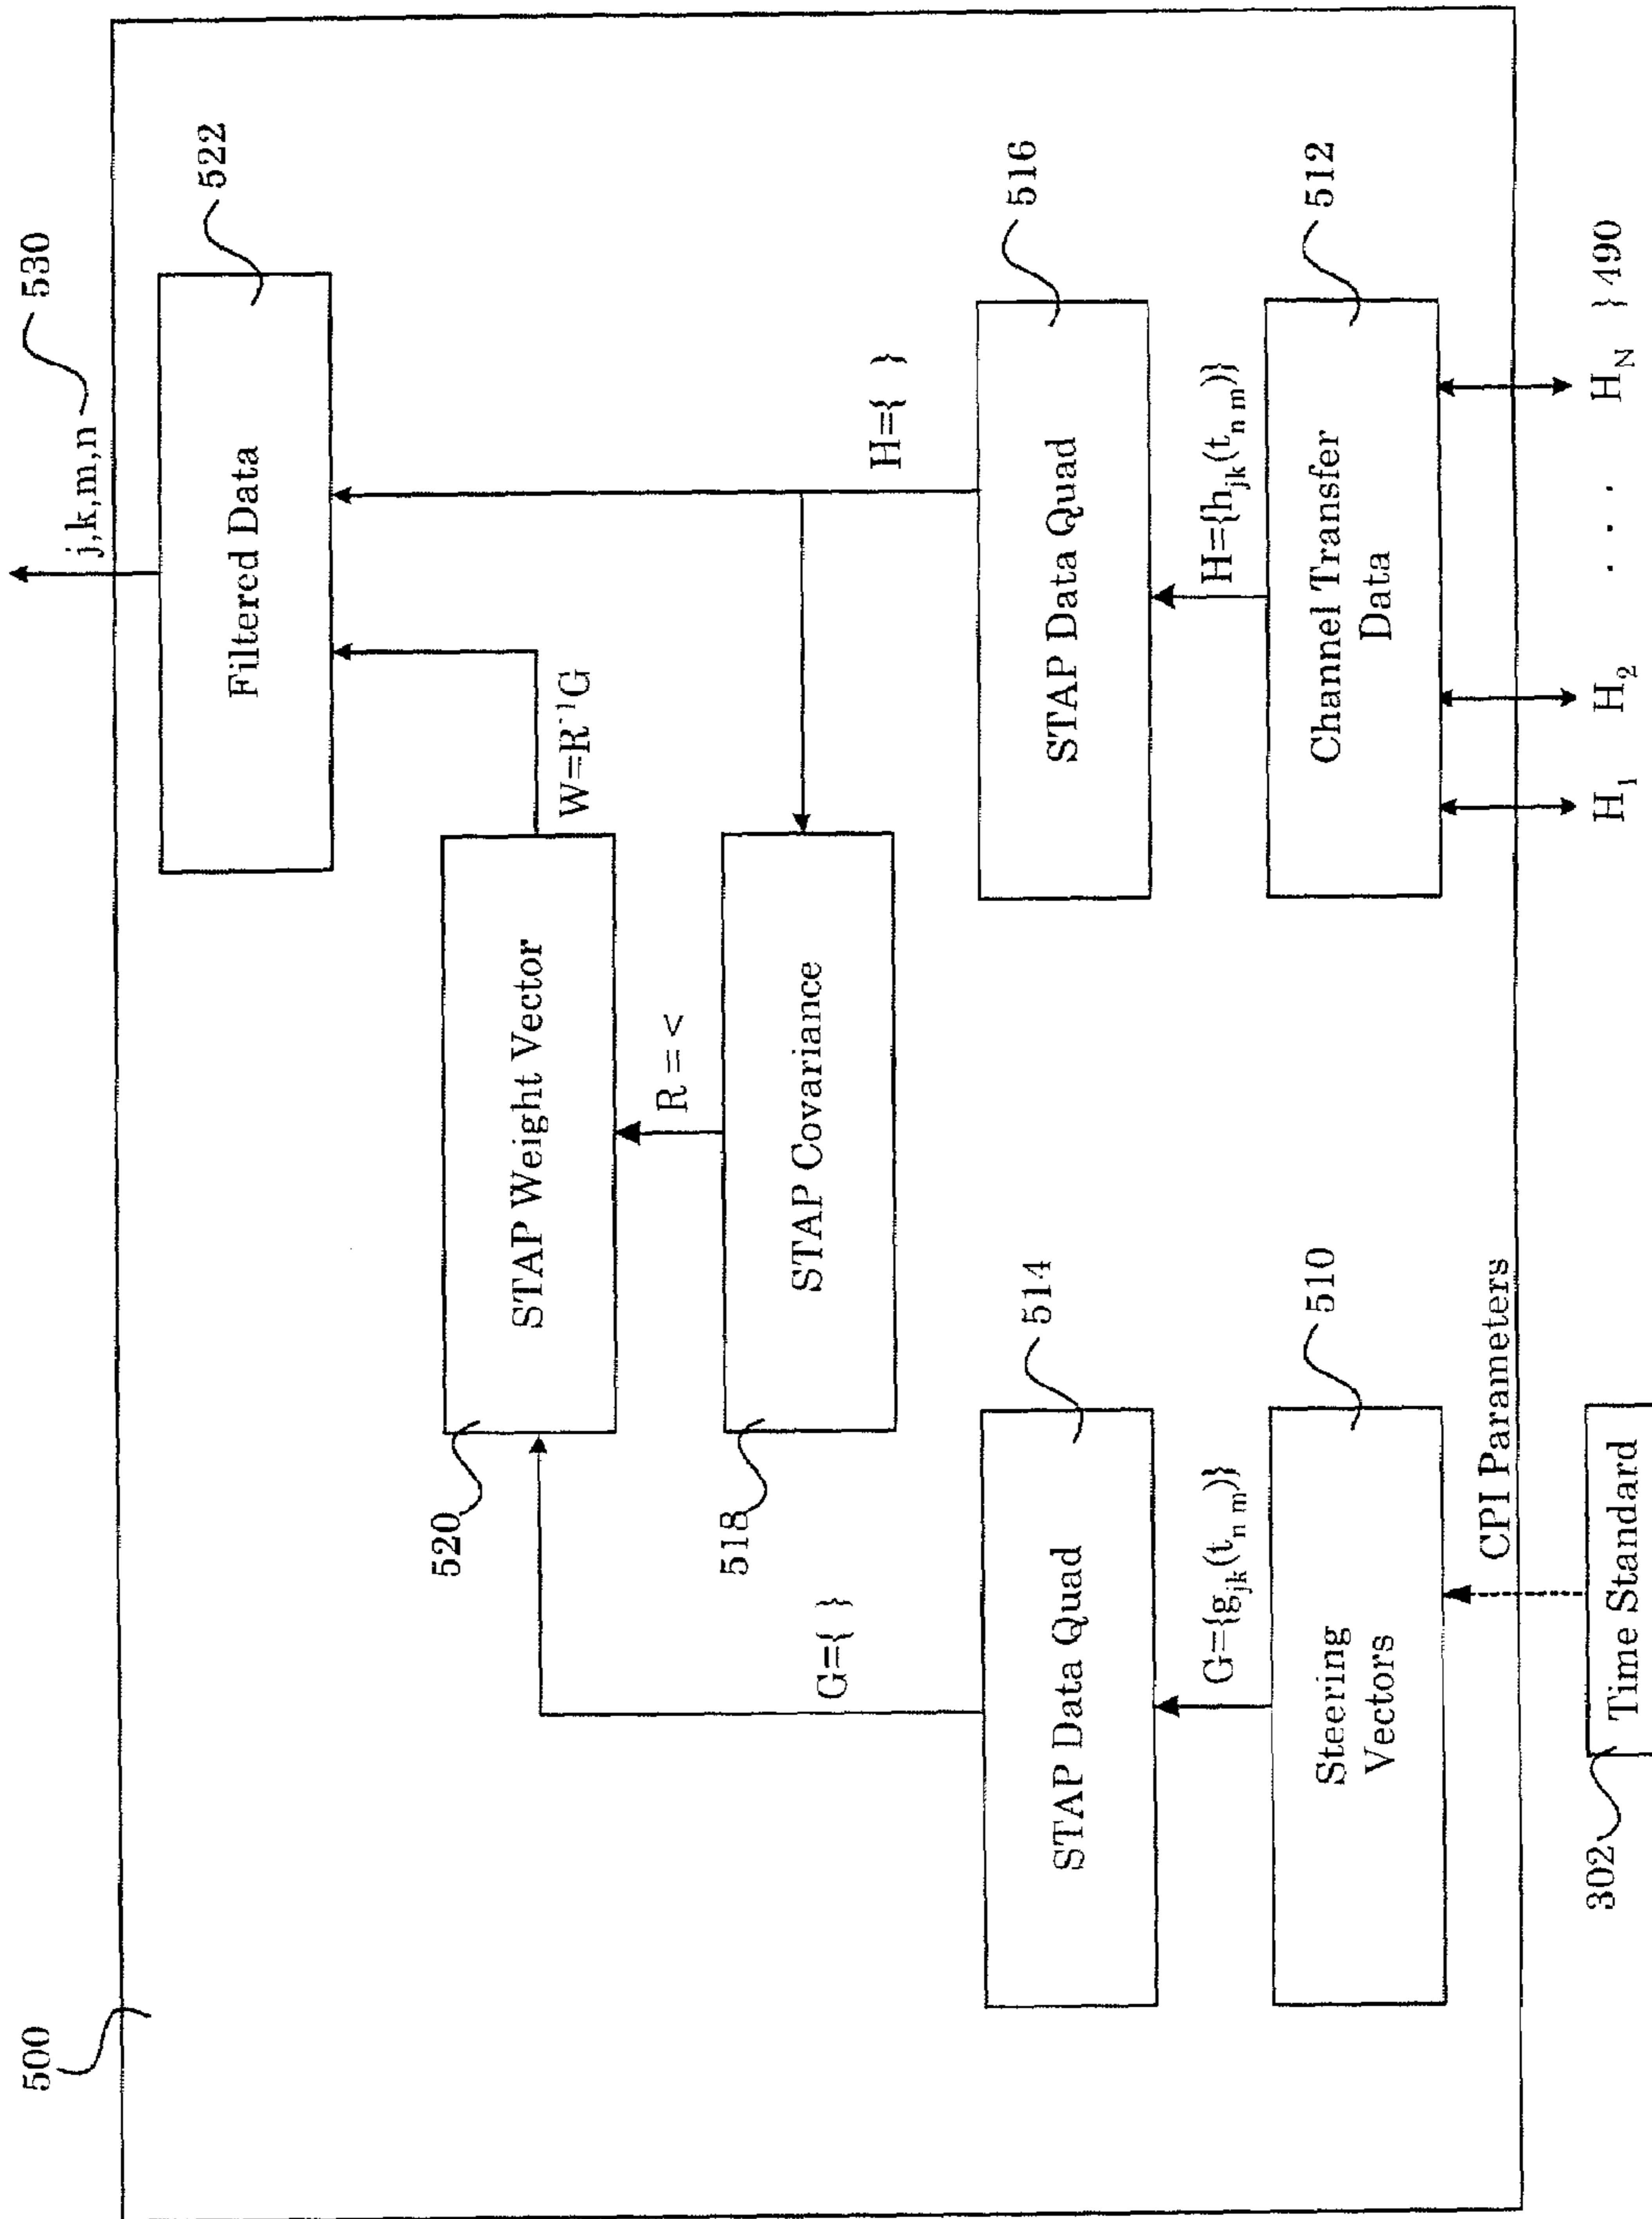 500
j,k,m,n
530
Filtered Data
522
STAP Weight Vector
520
W=R⁻¹G
R = <
STAP Covariance
518
G={ }
H={ }
STAP Data Quad
514
STAP Data Quad
516
G={g_jk(t_n m)}
H={h_jk(t_n m)}
Steering
Vectors
510
Channel Transfer
Data
512
CPI Parameters
Time Standard
302
H₁ H₂ . . . H_N } 490